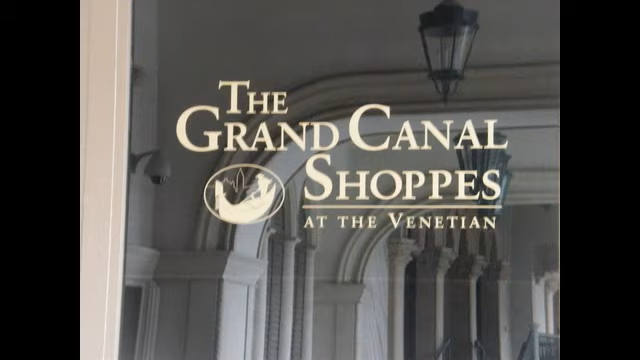 THE
GRAND CANAL
SHOPPES
AT THE VENETIAN